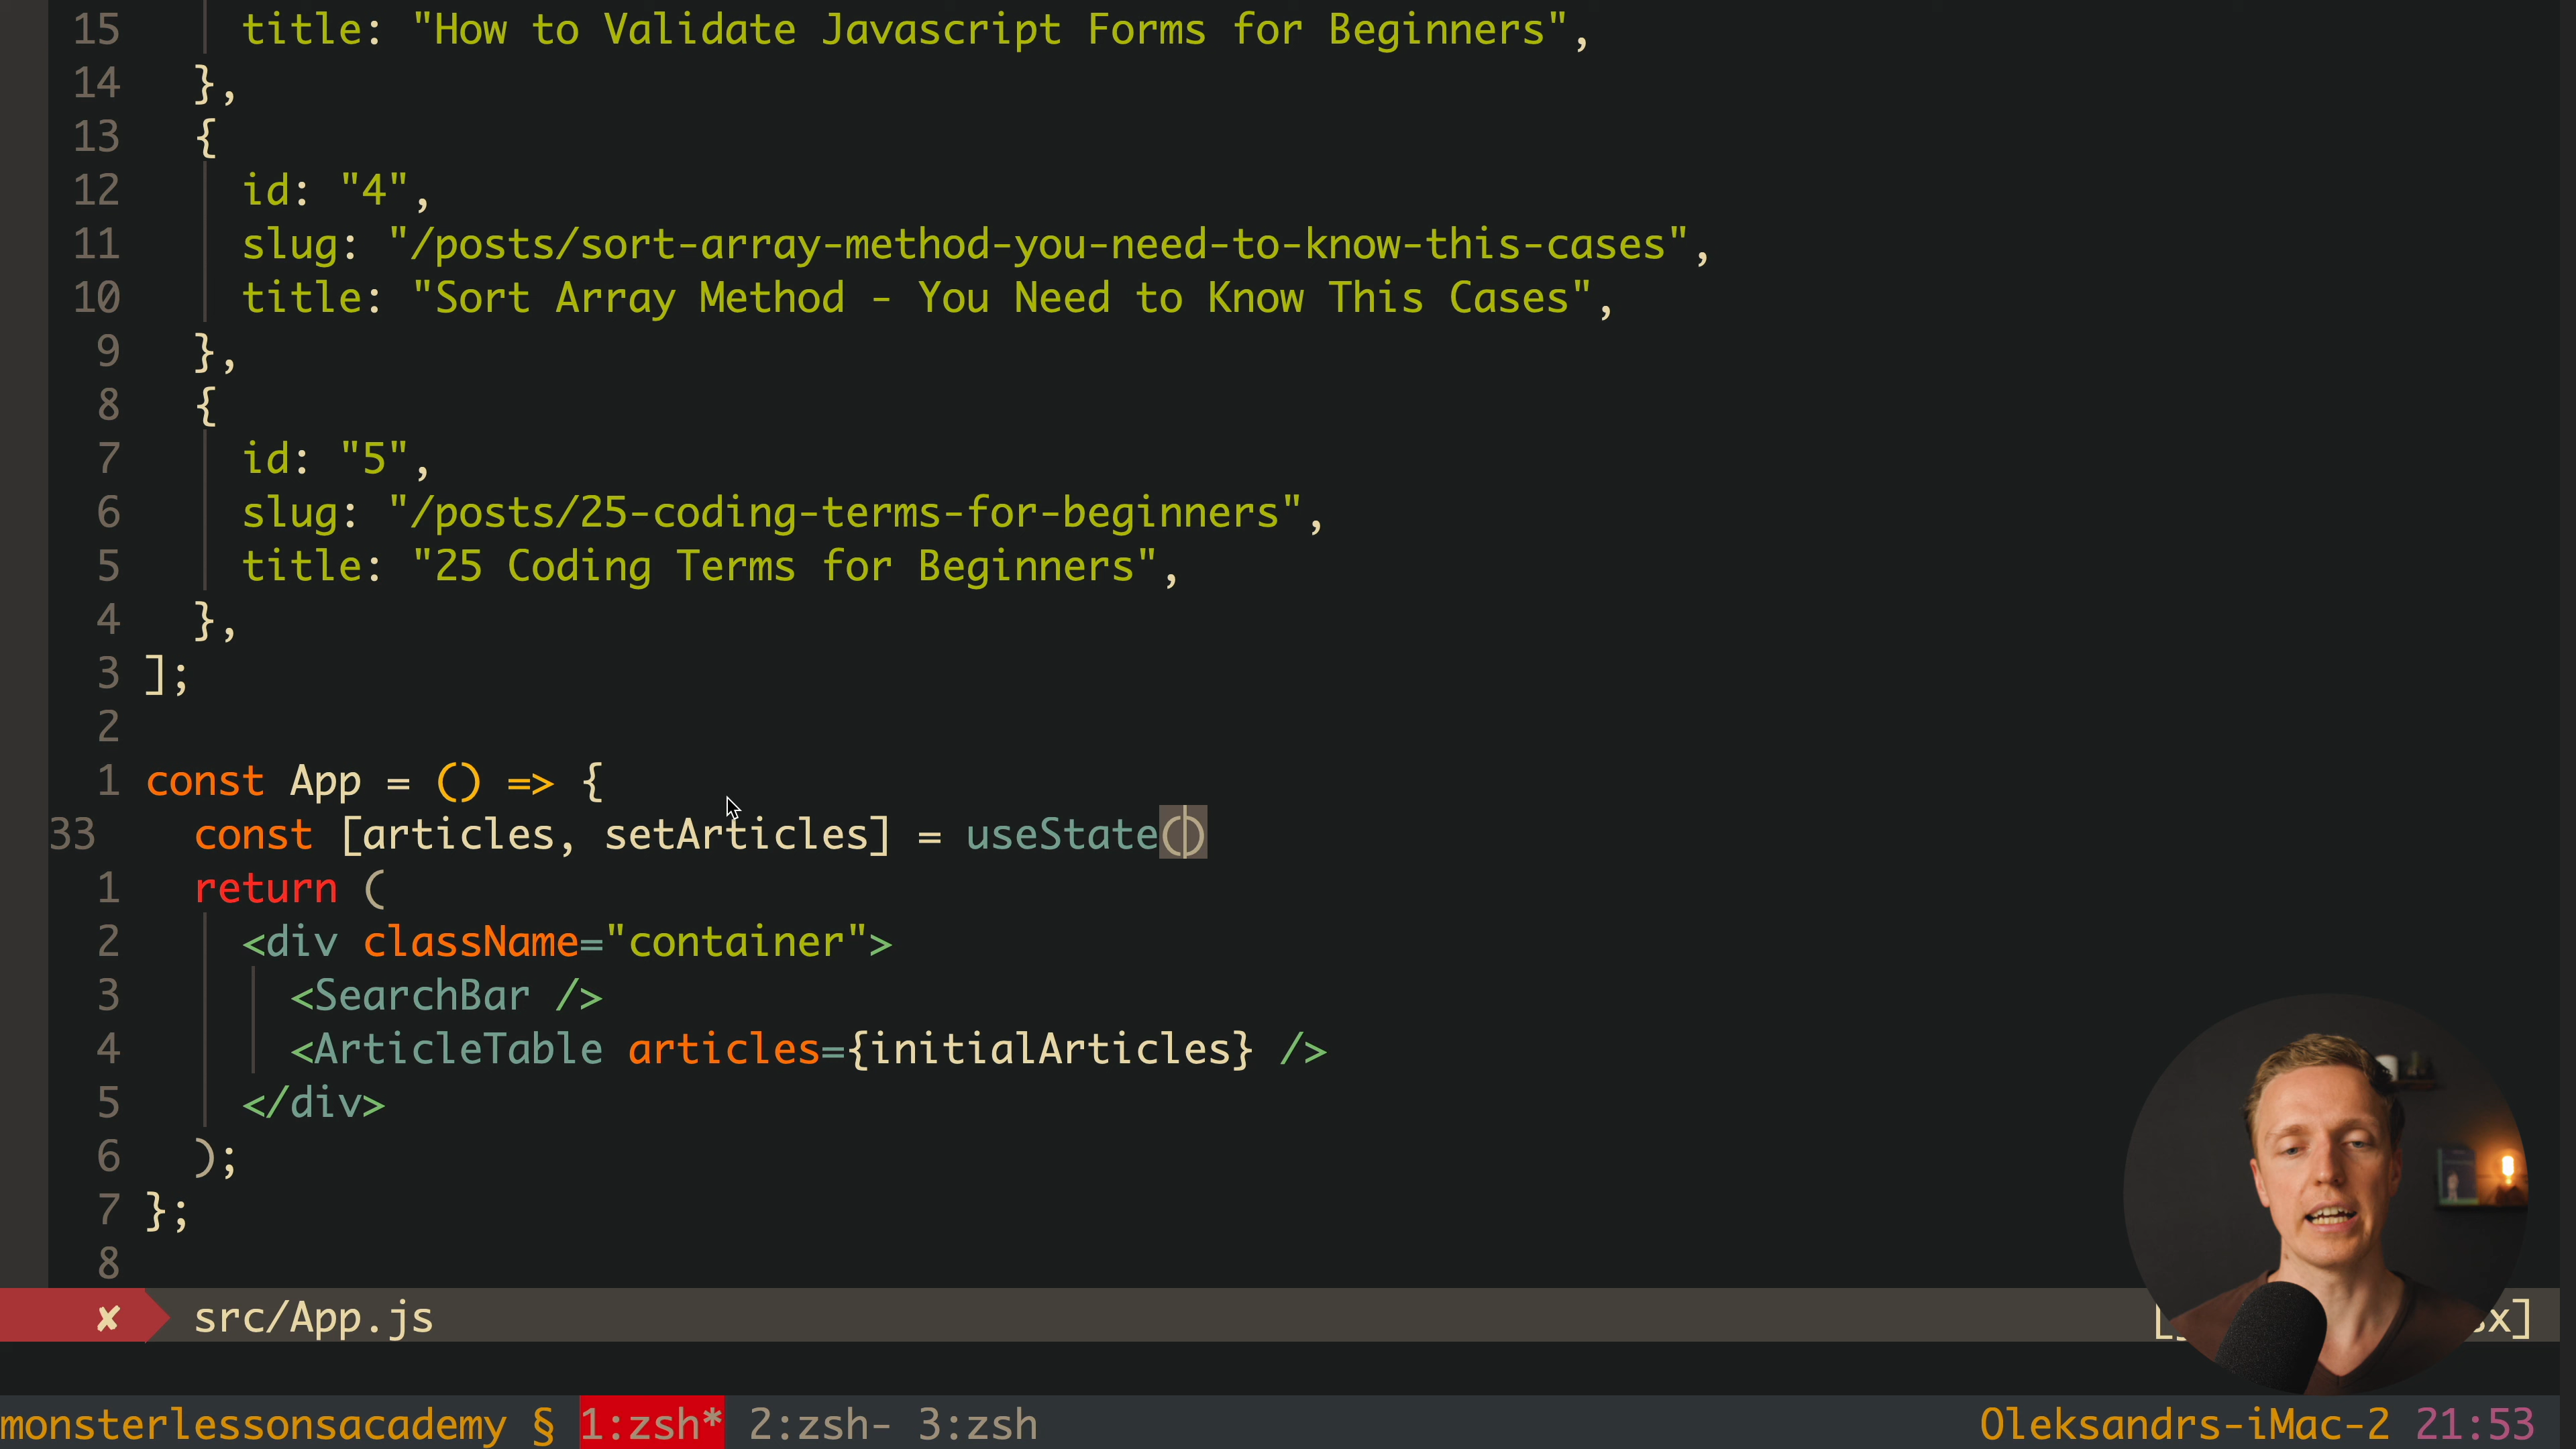 15 title: "How to Validate Javascript Forms for Beginners",
14 },
13 {
12 id: "4",
11 slug: "/posts/sort-array-method-you-need-to-know-this-cases",
10 title: "Sort Array Method - You Need to Know This Cases",
9 },
8 {
7 id: "5",
6 slug: "/posts/25-coding-terms-for-beginners",
5 title: "25 Coding Terms for Beginners",
4 },
3 ];
2
1 const App = () => {
33 const [articles, setArticles] = useState()
1 return (
2 <div className="container">
3 <SearchBar />
4 <ArticleTable articles={initialArticles} />
5 </div>
6 );
7 };
8
✘ src/App.js
monsterlessonsacademy § 1:zsh* 2:zsh- 3:zsh Oleksandrs-iMac-2 21:53